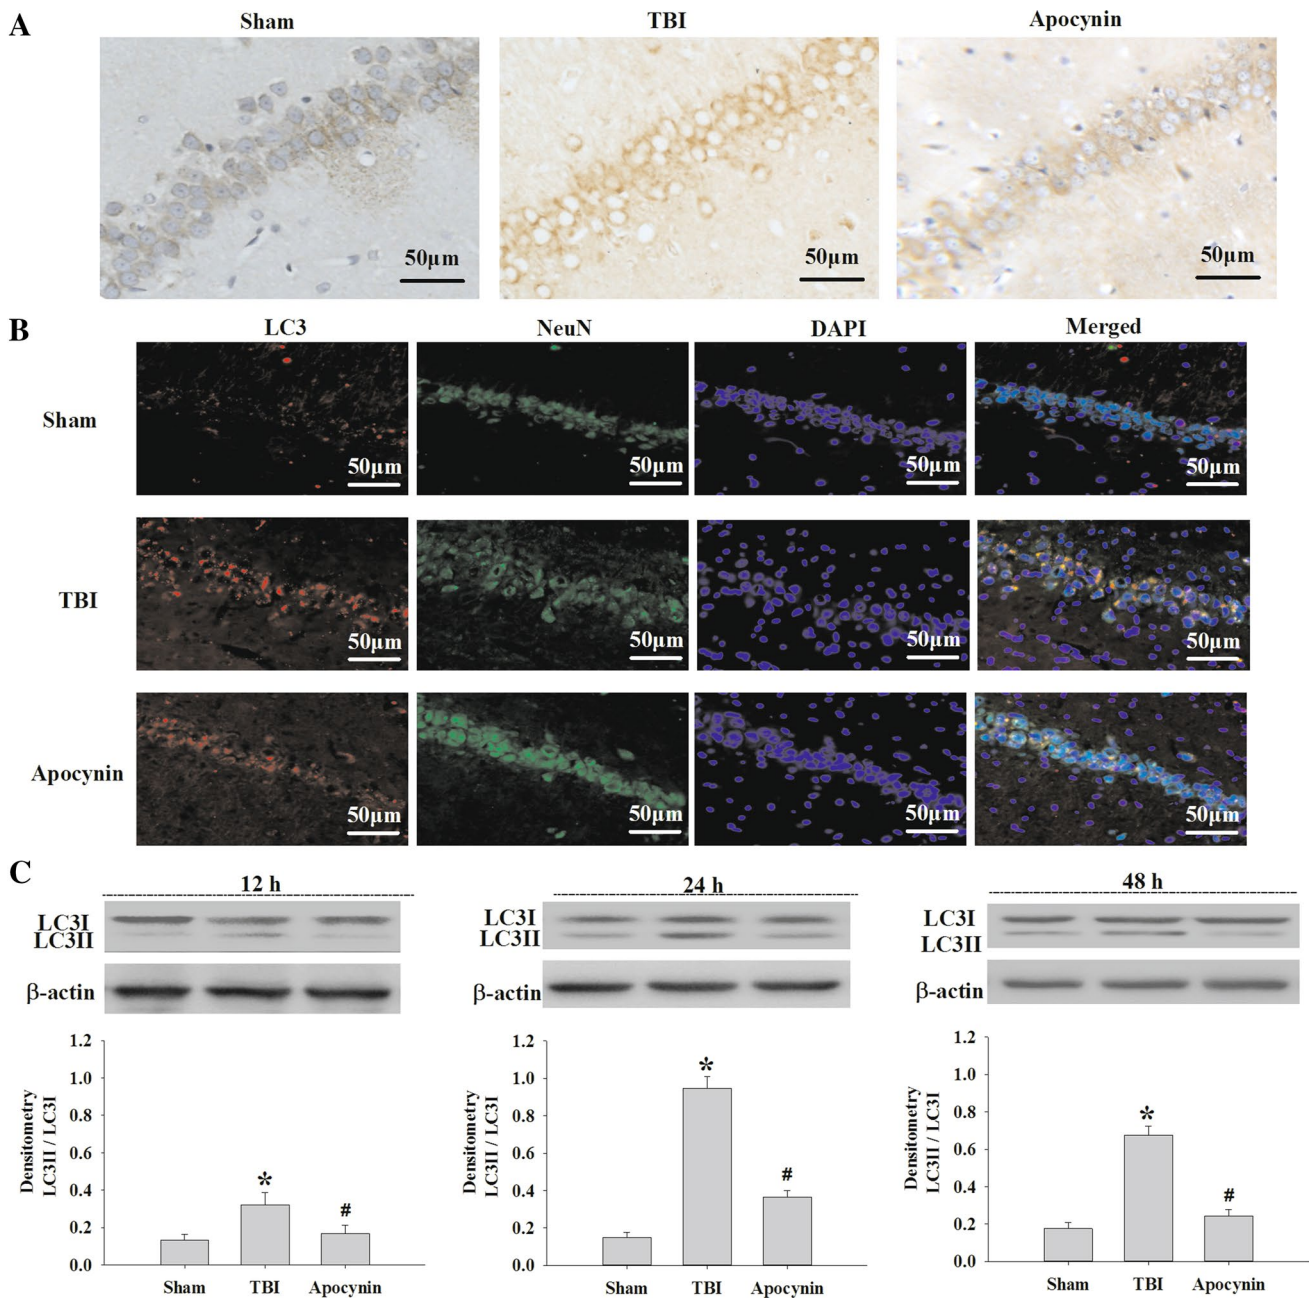 A
Sham TBI Apocynin
50μm 50μm 50μm
B
LC3 NeuN DAPI Merged
Sham
50μm 50μm 50μm 50μm
TBI
50μm 50μm 50μm 50μm
Apocynin
50μm 50μm 50μm 50μm
C
12 h 24 h 48 h
LC3I LC3I LC3I
LC3II LC3II LC3II
β-actin β-actin β-actin
Densitometry
LC3II / LC3I
1.2
1.0
0.8
0.6
0.4
0.2
0.0
*
#
Sham TBI Apocynin
Densitometry
LC3II / LC3I
1.2
1.0
0.8
0.6
0.4
0.2
0.0
*
#
Sham TBI Apocynin
Densitometry
LC3II / LC3I
1.2
1.0
0.8
0.6
0.4
0.2
0.0
*
#
Sham TBI Apocynin